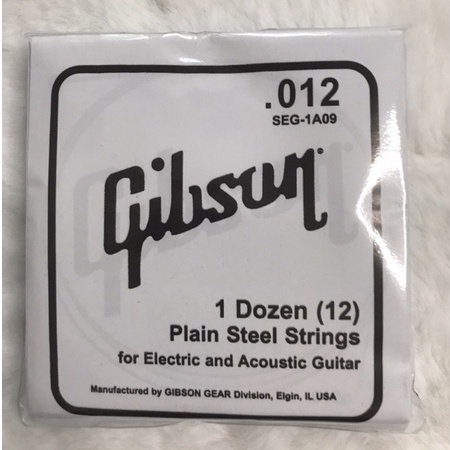 .012
SEG-1A09
Gibson
1 Dozen (12)
Plain Steel Strings
for Electric and Acoustic Guitar
Manufactured by GIBSON GEAR Division, Elgin, IL USA